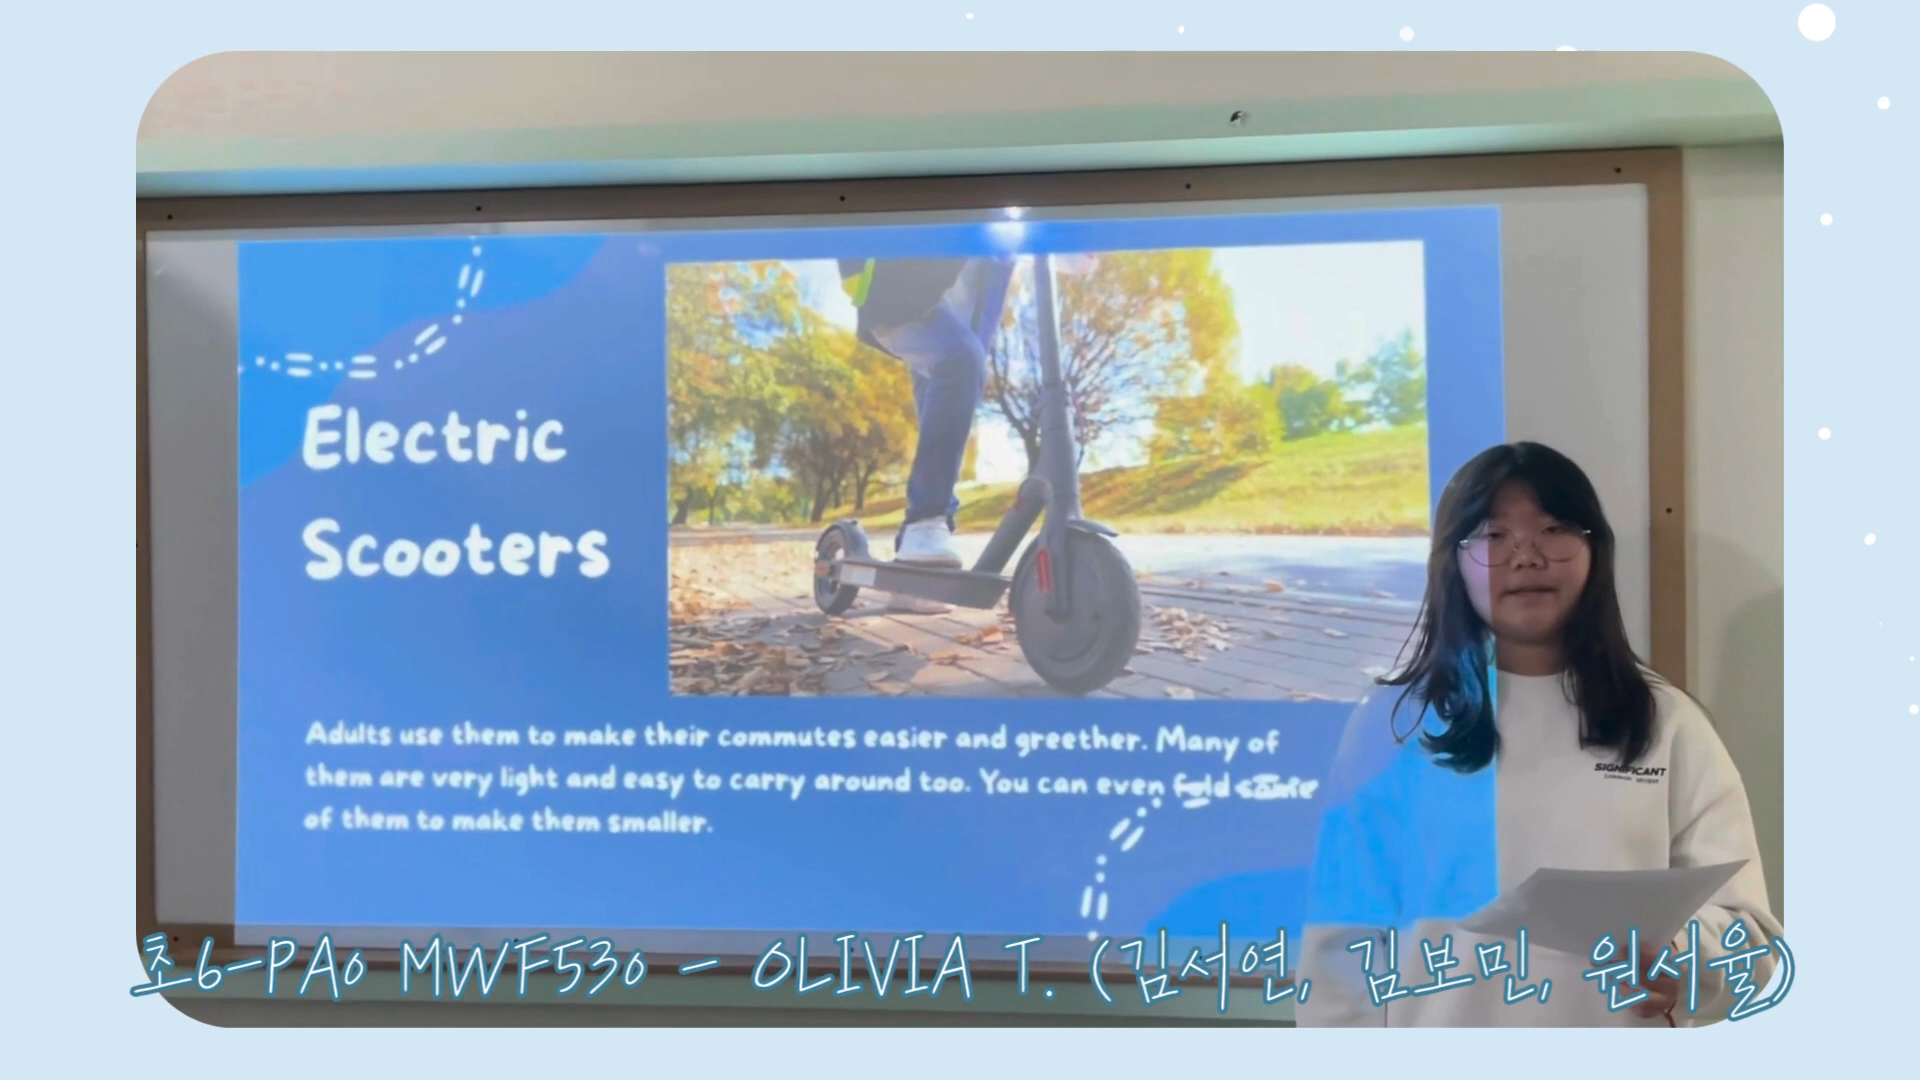 Electric
Scooters
Adults use them to make their commutes easier and greether. Many of
them are very light and easy to carry around too. You can even fold some
of them to make them smaller.
SIGNIFICANT
초6-PA0 MWF530 - OLIVIA T. (김서연, 김보민, 원서율)